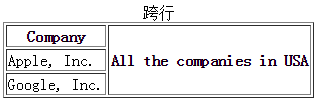 跨行
Company
All the companies in USA
Apple, Inc.
Google, Inc.